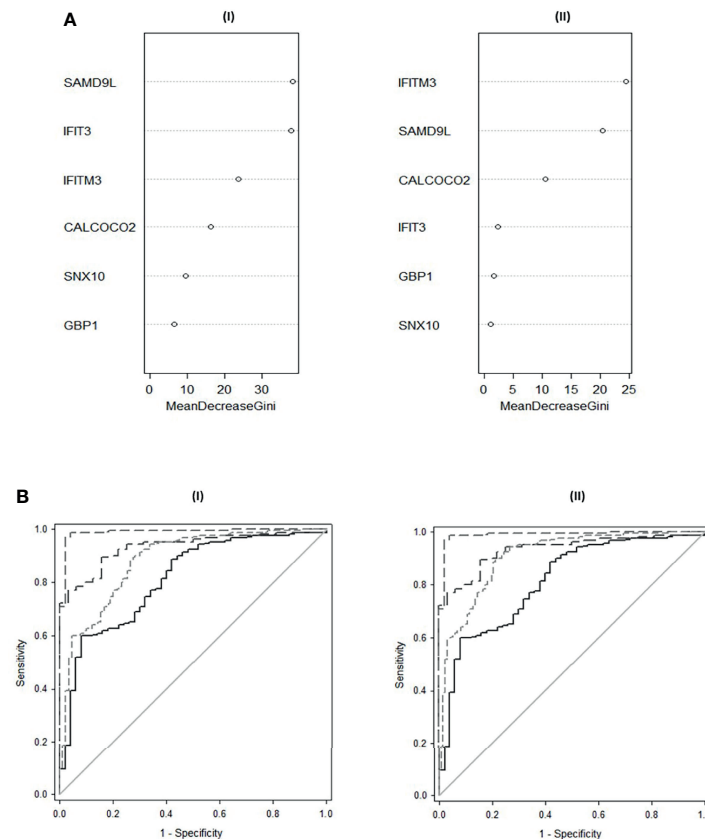 A
(I)
(II)
SAMD9L
IFIT3
IFITM3
CALCOCO2
SNX10
GBP1
0 10 20 30
MeanDecreaseGini
IFITM3
SAMD9L
CALCOCO2
IFIT3
GBP1
SNX10
0 5 10 15 20 25
MeanDecreaseGini
B
(I)
(II)
Sensitivity
1.0
0.8
0.6
0.4
0.2
0.0
0.0 0.2 0.4 0.6 0.8 1.0
1 - Specificity
Sensitivity
1.0
0.8
0.6
0.4
0.2
0.0
0.0 0.2 0.4 0.6 0.8 1.0
1 - Specificity